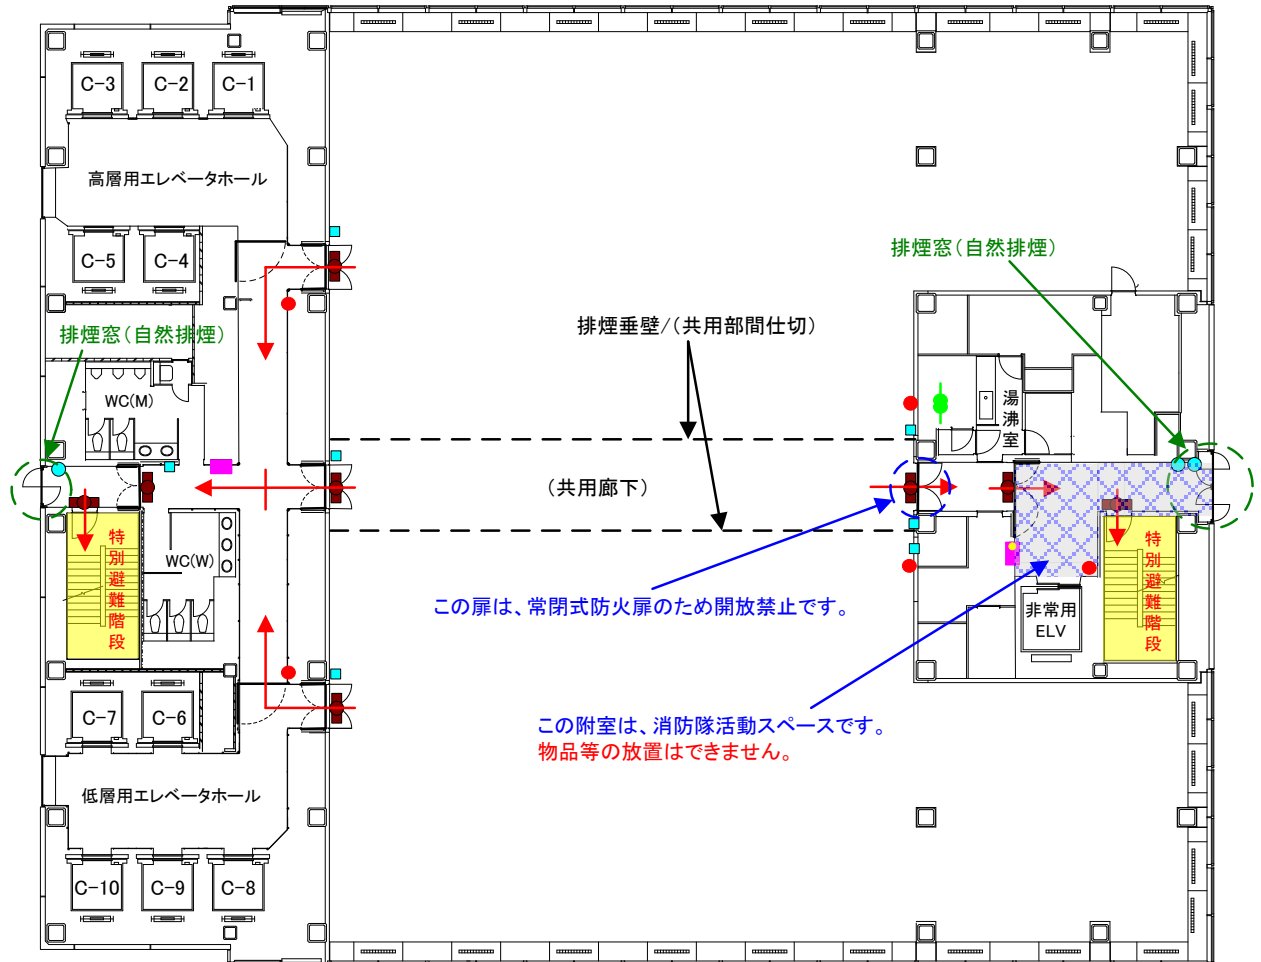 C-3
C-2
C-1
高層用エレベータホール
C-5
C-4
排煙窓(自然排煙)
排煙窓(自然排煙)
排煙垂壁/(共用部間仕切)
WC(M)
湯沸室
(共用廊下)
特別避難階段
WC(W)
特別避難階段
この扉は、常閉式防火扉のため開放禁止です。
非常用
ELV
C-7
C-6
この附室は、消防隊活動スペースです。
物品等の放置はできません。
低層用エレベータホール
C-10
C-9
C-8